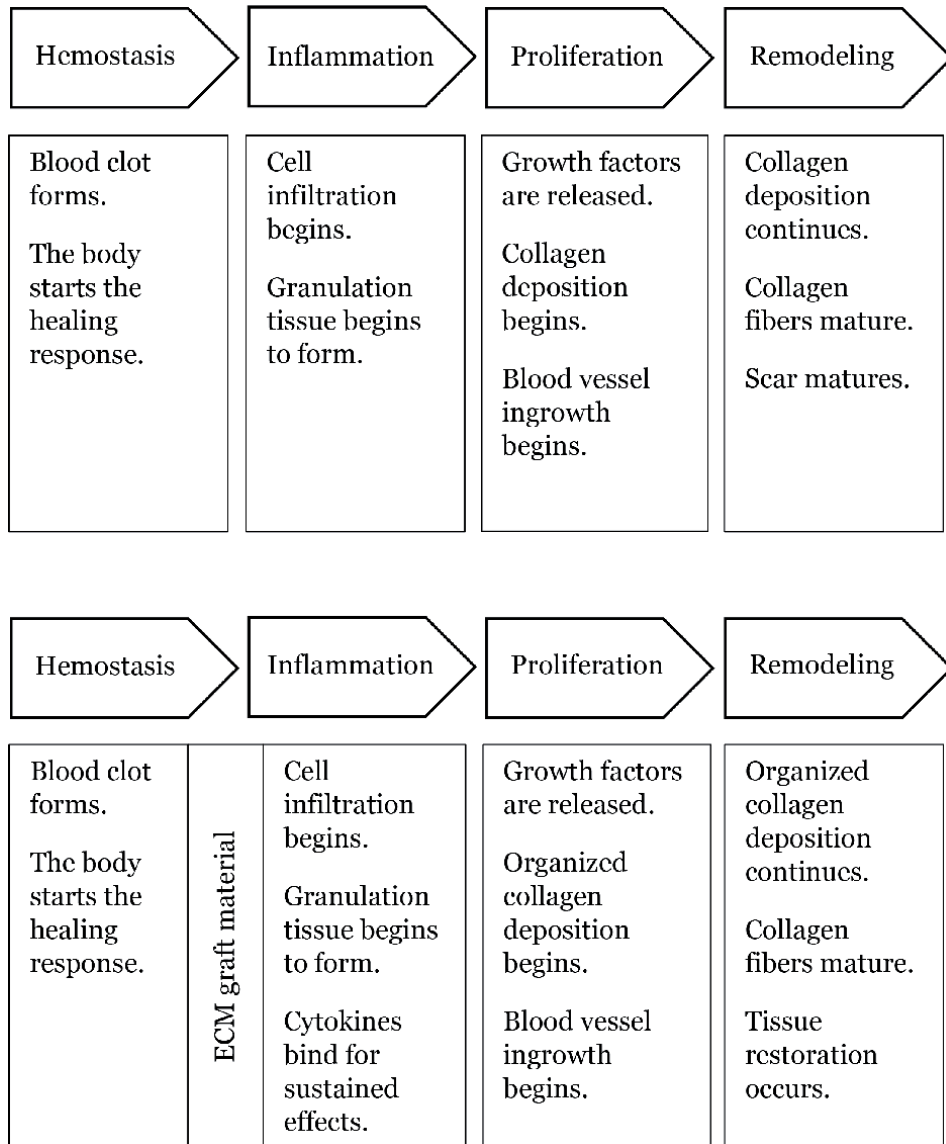 Hemostasis
Inflammation
Proliferation
Remodeling
Blood clot
forms.
The body
starts the
healing
response.
Cell
infiltration
begins.
Granulation
tissue begins
to form.
Growth factors
are released.
Collagen
deposition
begins.
Blood vessel
ingrowth
begins.
Collagen
deposition
continues.
Collagen
fibers mature.
Scar matures.
Hemostasis
Inflammation
Proliferation
Remodeling
Blood clot
forms.
The body
starts the
healing
response.
ECM graft material
Cell
infiltration
begins.
Granulation
tissue begins
to form.
Cytokines
bind for
sustained
effects.
Growth factors
are released.
Organized
collagen
deposition
begins.
Blood vessel
ingrowth
begins.
Organized
collagen
deposition
continues.
Collagen
fibers mature.
Tissue
restoration
occurs.